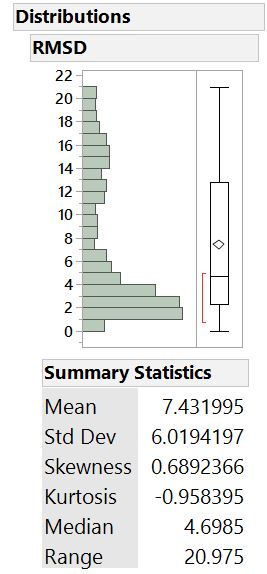 Distributions
RMSD
22
20
18
16
14
12
10
8
6
4
2
0
Summary Statistics
Mean 7.431995
Std Dev 6.0194197
Skewness 0.6892366
Kurtosis -0.958395
Median 4.6985
Range 20.975